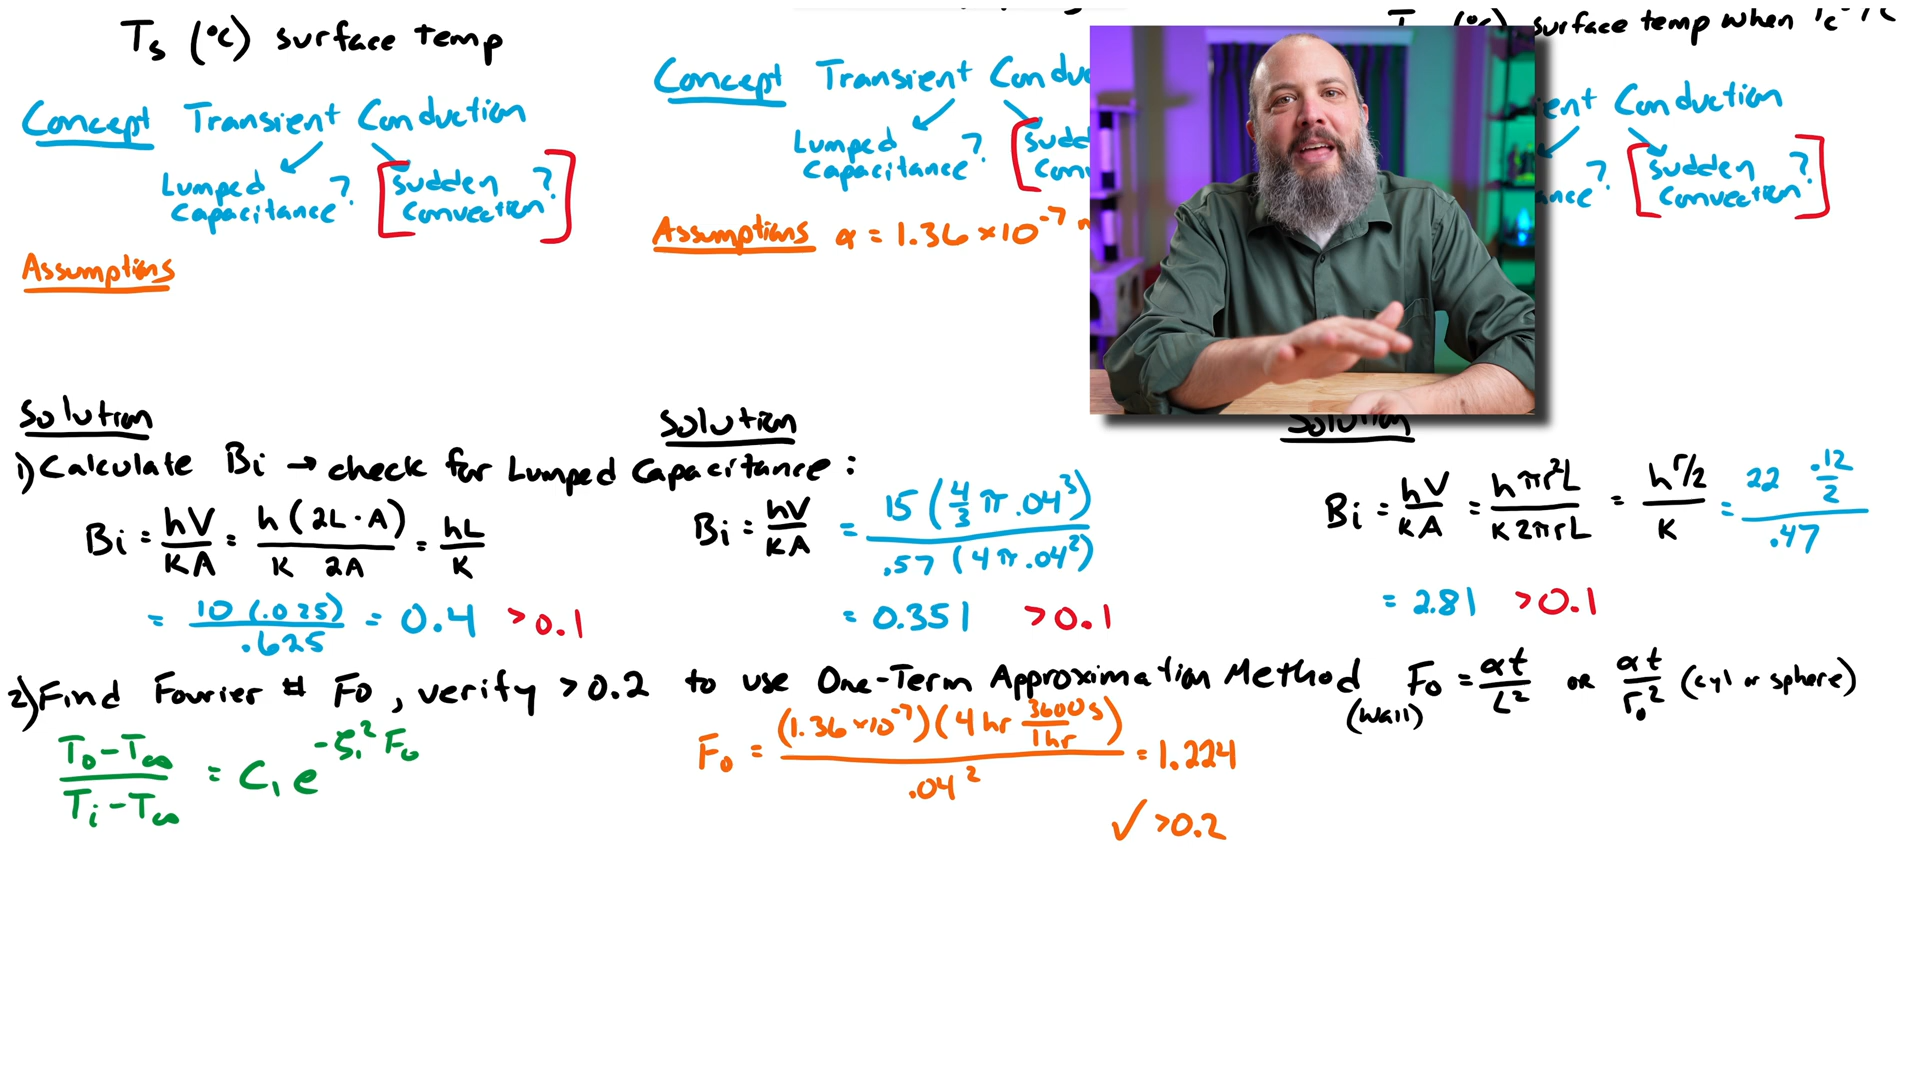 Ts (°C) surface temp
Concept Transient Conduction
Lumped Capacitance?
[Sudden Convection?]
Assumptions
Concept Transient
Lumped Capacitance?
Assumptions α = 1.36 × 10⁻⁷
(°C) surface temp when
Conduction
[Sudden Convection?]
Solution
Solution
Solution
1) Calculate Bi → check for Lumped Capacitance:
Bi = hV/KA = h(2L·A)/K 2A = hL/K
= 10(.025)/.625 = 0.4 >0.1
Bi = hV/KA = 15(4/3 π .04³)/.57(4π .04²)
= 0.351 >0.1
Bi = hV/KA = hπr²L/K2πrL = h r/2/K = 22 .12/2/.47
= 2.81 >0.1
2) Find Fourier # Fo, verify >0.2 to use One-Term Approximation Method (wall) Fo = αt/L² or αt/r₀² (cyl or sphere)
T₀-T∞/Ti-T∞ = C₁e^-ζ₁²F₀
F₀ = (1.36×10⁻⁷)(4hr 3600s/1hr)/.04² = 1.224
✓ >0.2